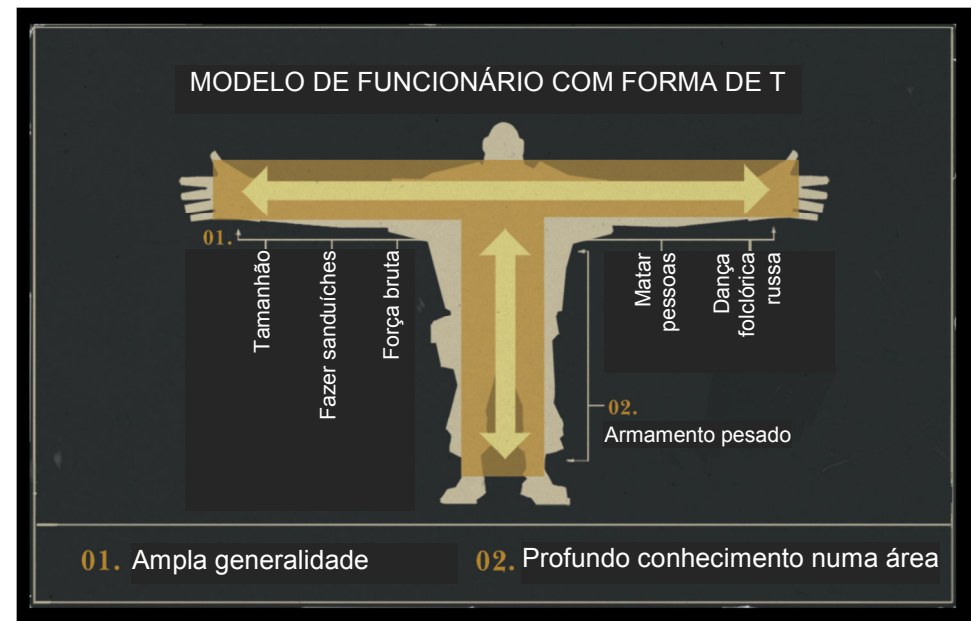 MODELO DE FUNCIONÁRIO COM FORMA DE T
01.
Tamanhão
Fazer sanduíches
Força bruta
Matar
pessoas
Dança
folclórica
russa
02.
Armamento pesado
01. Ampla generalidade
02. Profundo conhecimento numa área